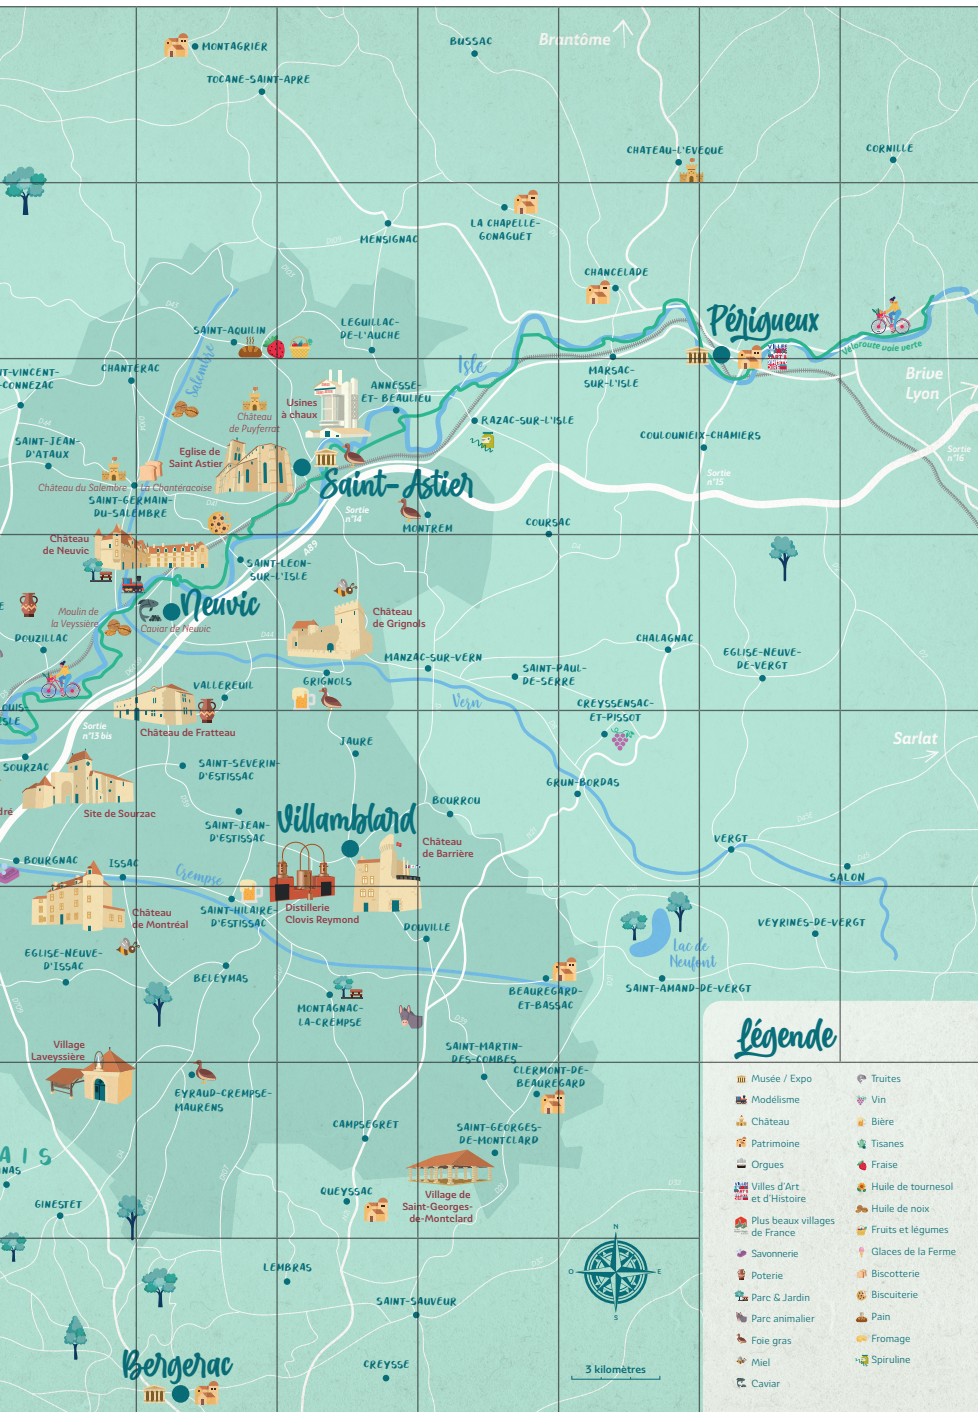 MONTAGRIER
BUSSAC
Brantôme
TOCANE-SAINT-APRE
CHATEAU-L'EVEQUE
CORNILLE
LA CHAPELLE-
GONAGUET
MENSIGNAC
CHANCELADE
SAINT-AQUILIN
LEGUILLAC-
DE-L'AUCHE
Périgueux
Véloroute voie verte
NT-VINCENT-
-CONNEZAC
CHANTERAC
Salembre
Isle
MARSAC-
SUR-L'ISLE
Brive
Lyon
ANNESSE-
ET- BEAULIEU
Usines
à chaux
Château
de Puyferrat
RAZAC-SUR-L'ISLE
COULOUNIEIX-CHAMIERS
SAINT-JEAN-
D'ATAUX
D44
Eglise de
Saint Astier
Sortie
n°16
Sortie
n°15
Château du Salembre
La Chantéracoise
Saint-Astier
SAINT-GERMAIN-
DU-SALEMBRE
Sortie
n°14
MONTREM
COURSAC
Château
de Neuvic
A89
SAINT-LEON-
SUR-L'ISLE
Neuvic
Moulin de
la Veyssière
Caviar de Neuvic
Château
de Grignols
DOUZILLAC
D44
CHALAGNAC
MANZAC-SUR-VERN
EGLISE-NEUVE-
DE-VERGT
SAINT-PAUL-
DE-SERRE
VALLEREUIL
GRIGNOLS
Vern
CREYSSENSAC-
ET-PISSOT
OUIS-
ISLE
Sortie
n°13 bis
Château de Fratteau
Sarlat
JAURE
SOURZAC
SAINT-SEVERIN-
D'ESTISSAC
GRUN-BORDAS
BOURROU
dré
Site de Sourzac
SAINT-JEAN-
D'ESTISSAC
Villamblard
VERGT
Château
de Barrière
BOURGNAC
ISSAC
Crempse
SALON
Château
de Montréal
SAINT-HILAIRE-
D'ESTISSAC
Distillerie
Clovis Reymond
DOUVILLE
VEYRINES-DE-VERGT
EGLISE-NEUVE-
D'ISSAC
Lac de
Neufont
BELEYMAS
BEAUREGARD-
ET-BASSAC
SAINT-AMAND-DE-VERGT
MONTAGNAC-
LA-CREMPSE
Village
Laveyssière
SAINT-MARTIN-
DES-COMBES
CLERMONT-DE-
BEAUREGARD
EYRAUD-CREMPSE-
MAURENS
CAMPSEGRET
SAINT-GEORGES-
DE-MONTCLARD
AIS
NAS
QUEYSSAC
Village de
Saint-Georges-
de-Montclard
GINESTET
LEMBRAS
SAINT-SAUVEUR
Bergerac
CREYSSE
N
O
E
S
3 kilomètres
Légende
Musée / Expo
Modélisme
Château
Patrimoine
Orgues
Villes d'Art
et d'Histoire
Plus beaux villages
de France
Savonnerie
Poterie
Parc & Jardin
Parc animalier
Foie gras
Miel
Caviar
Truites
Vin
Bière
Tisanes
Fraise
Huile de tournesol
Huile de noix
Fruits et légumes
Glaces de la Ferme
Biscotterie
Biscuiterie
Pain
Fromage
Spiruline